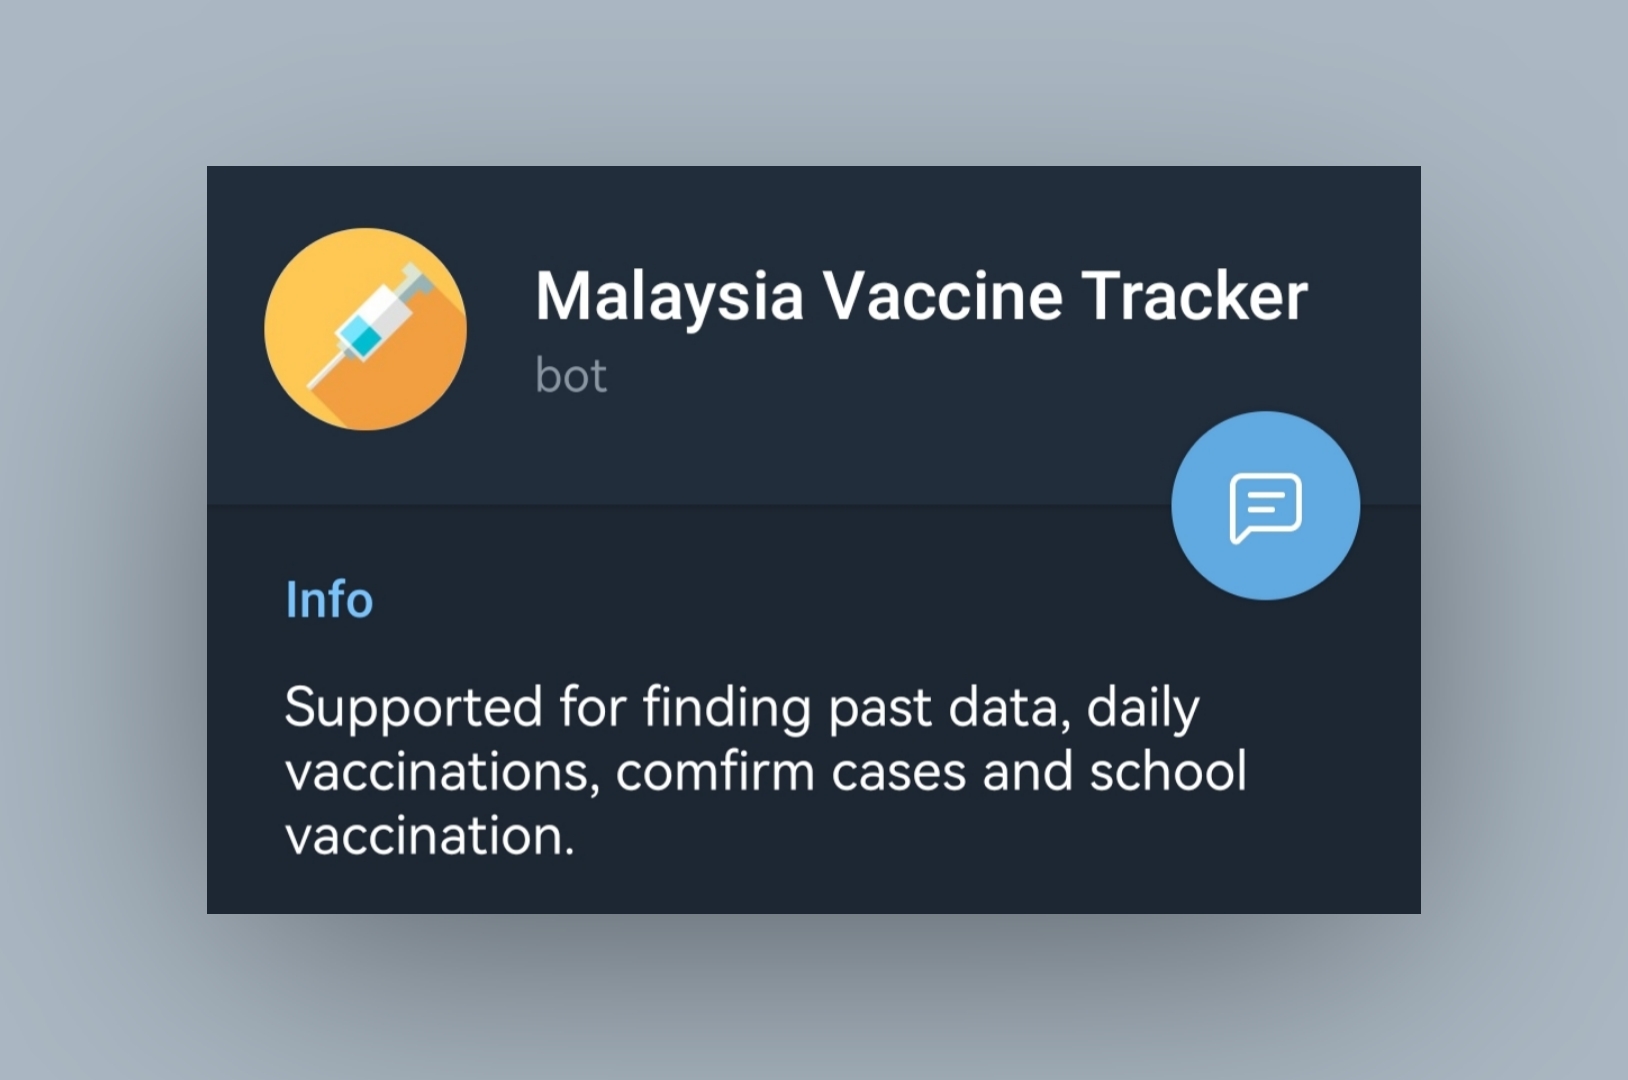 Malaysia Vaccine Tracker
bot
Info
Supported for finding past data, daily
vaccinations, comfirm cases and school
vaccination.